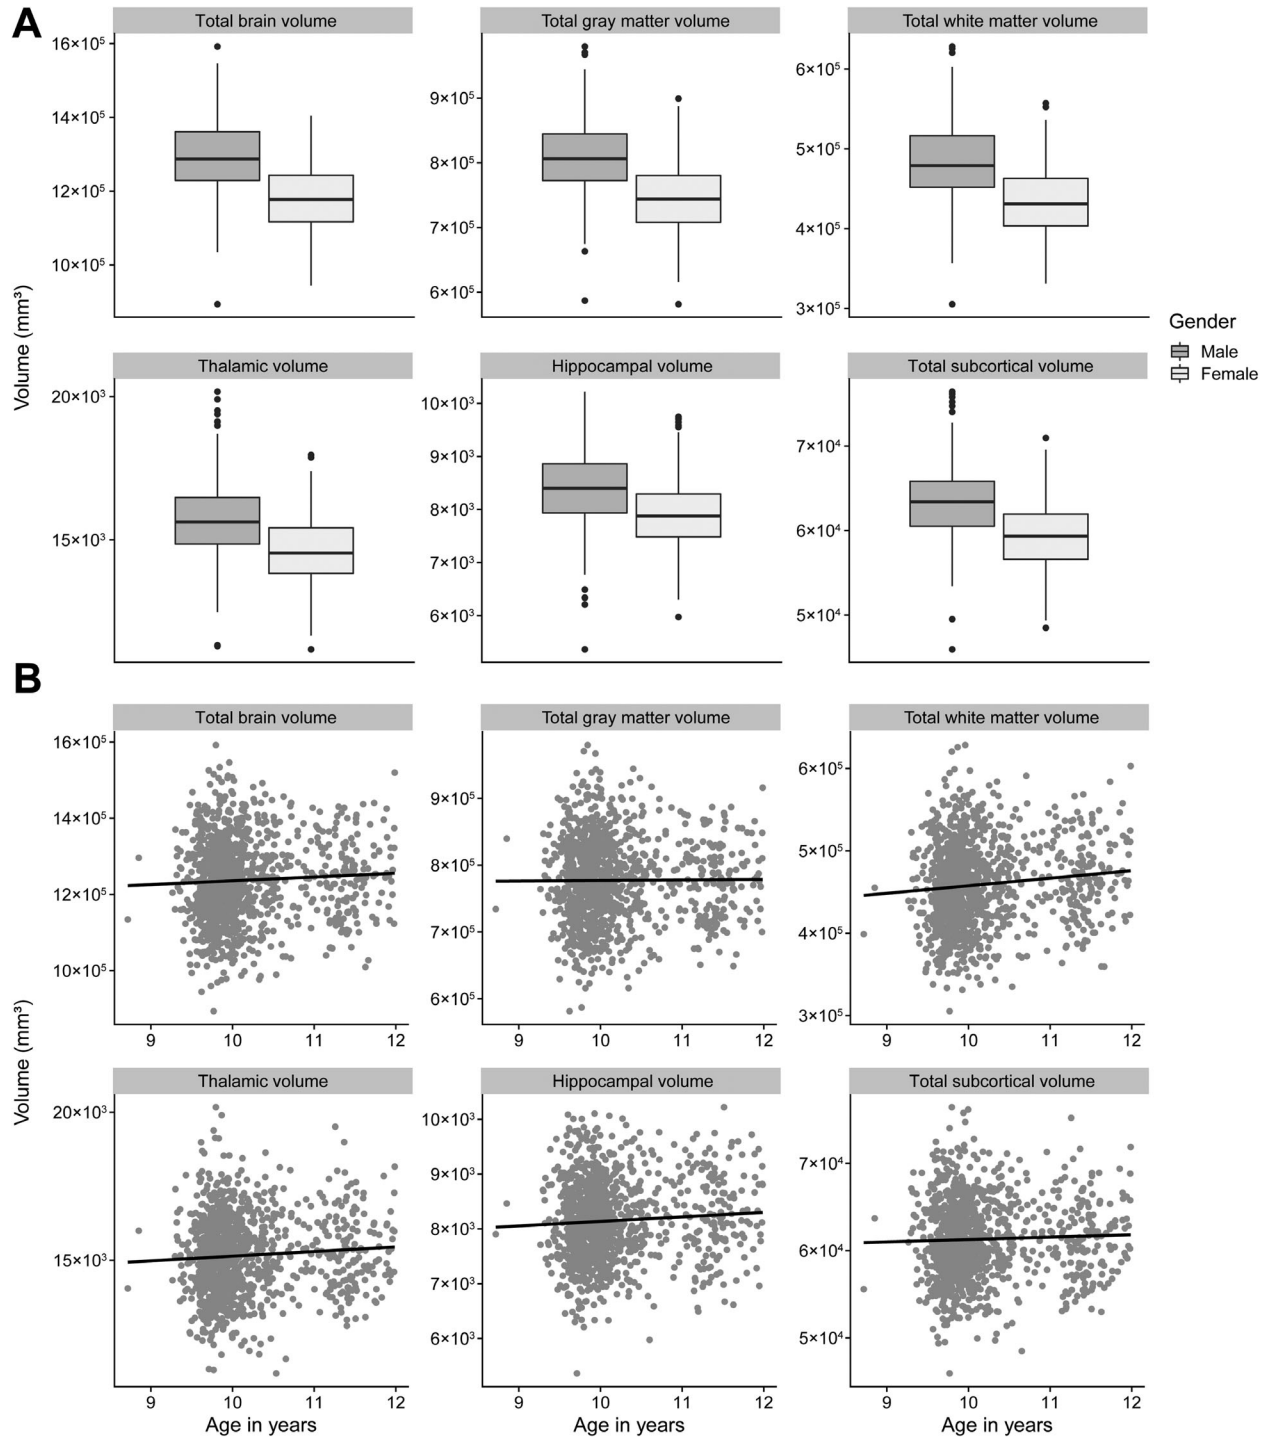 A
Total brain volume
Total gray matter volume
Total white matter volume
16×10⁵
14×10⁵
12×10⁵
10×10⁵
9×10⁵
8×10⁵
7×10⁵
6×10⁵
6×10⁵
5×10⁵
4×10⁵
3×10⁵
Volume (mm³)
Thalamic volume
Hippocampal volume
Total subcortical volume
20×10³
15×10³
10×10³
9×10³
8×10³
7×10³
6×10³
7×10⁴
6×10⁴
5×10⁴
Gender
Male
Female
B
Total brain volume
Total gray matter volume
Total white matter volume
16×10⁵
14×10⁵
12×10⁵
10×10⁵
9×10⁵
8×10⁵
7×10⁵
6×10⁵
6×10⁵
5×10⁵
4×10⁵
3×10⁵
9 10 11 12
9 10 11 12
9 10 11 12
Volume (mm³)
Thalamic volume
Hippocampal volume
Total subcortical volume
20×10³
15×10³
10×10³
9×10³
8×10³
7×10³
6×10³
7×10⁴
6×10⁴
5×10⁴
9 10 11 12
9 10 11 12
9 10 11 12
Age in years
Age in years
Age in years